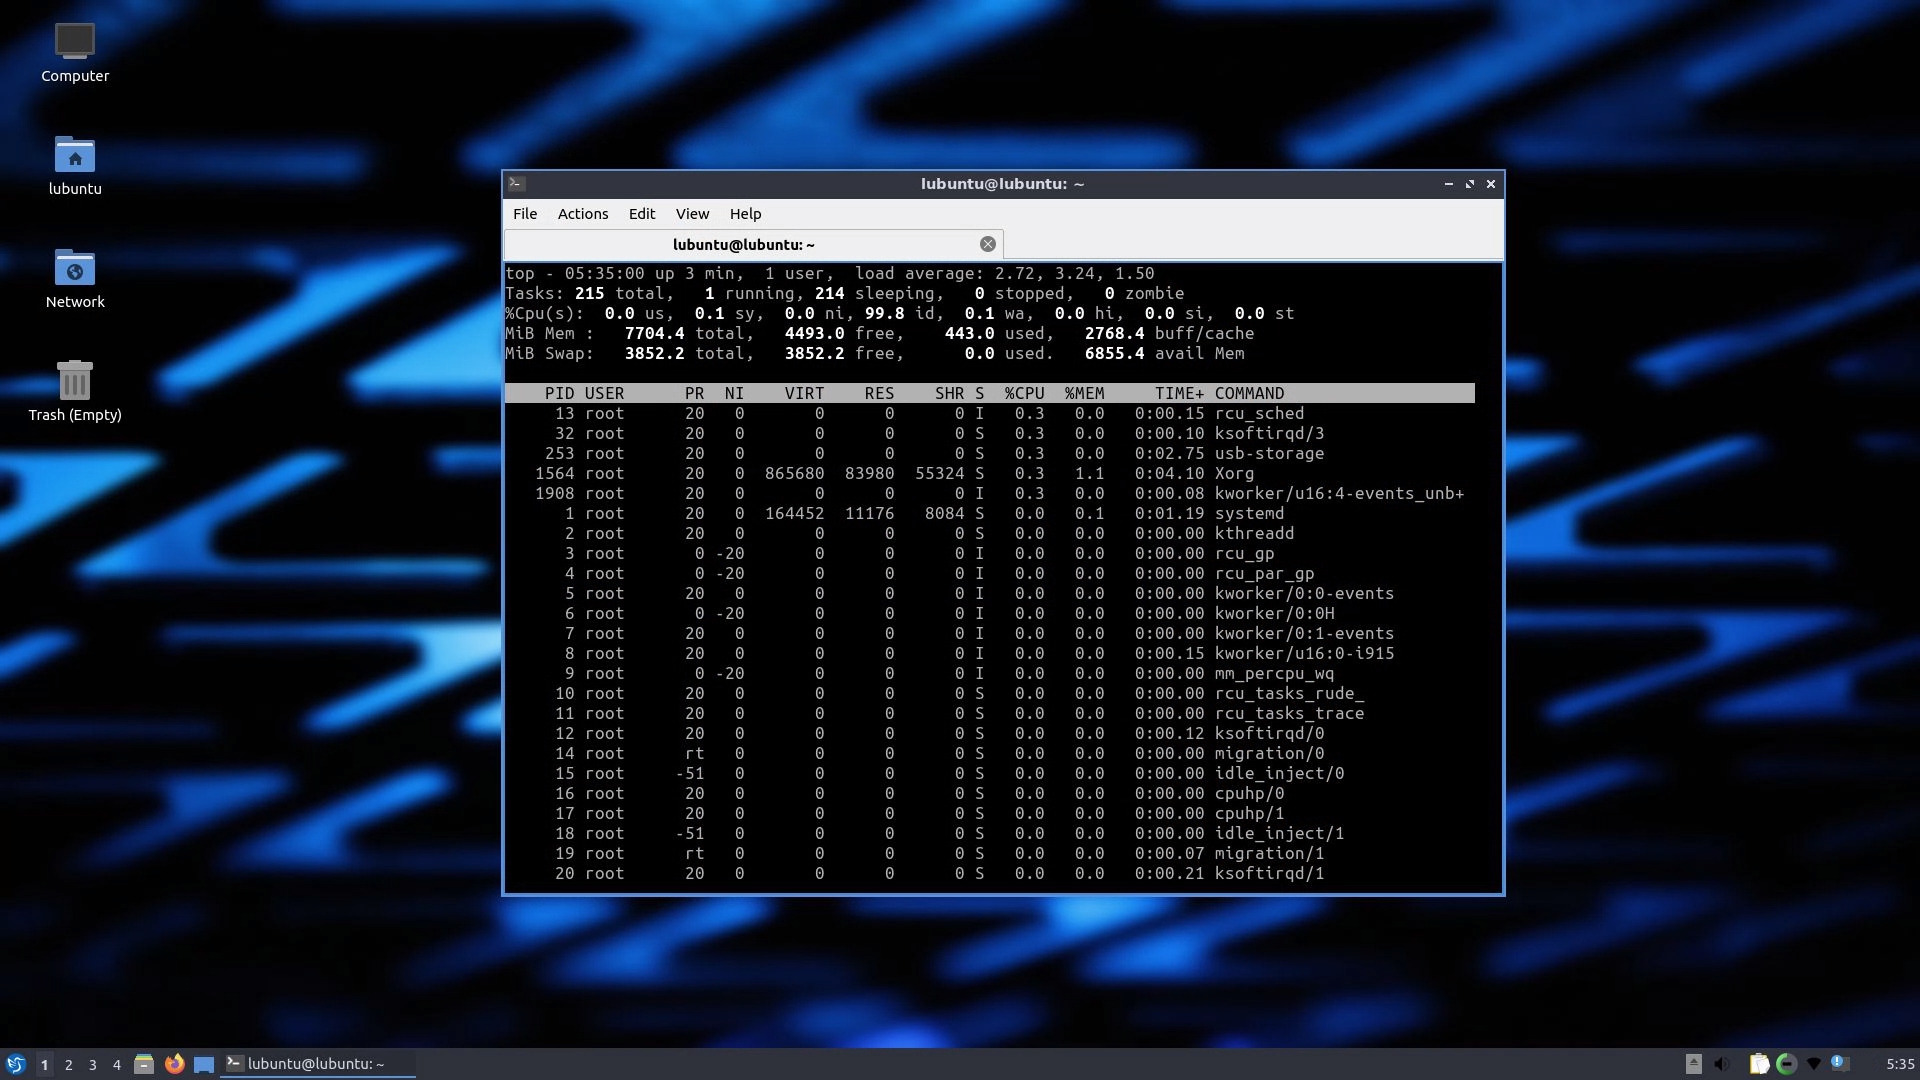 Computer
lubuntu
Network
Trash (Empty)
lubuntu@lubuntu: ~
File Actions Edit View Help
lubuntu@lubuntu: ~
top - 05:35:00 up 3 min,  1 user,  load average: 2.72, 3.24, 1.50
Tasks: 215 total,   1 running, 214 sleeping,   0 stopped,   0 zombie
%Cpu(s):  0.0 us,  0.1 sy,  0.0 ni, 99.8 id,  0.1 wa,  0.0 hi,  0.0 si,  0.0 st
MiB Mem :   7704.4 total,   4493.0 free,    443.0 used,   2768.4 buff/cache
MiB Swap:   3852.2 total,   3852.2 free,      0.0 used.   6855.4 avail Mem
PID USER      PR  NI    VIRT    RES    SHR S  %CPU  %MEM     TIME+ COMMAND
13 root      20   0       0      0      0 I   0.3   0.0   0:00.15 rcu_sched
32 root      20   0       0      0      0 S   0.3   0.0   0:00.10 ksoftirqd/3
253 root      20   0       0      0      0 S   0.3   0.0   0:02.75 usb-storage
1564 root      20   0  865680  83980  55324 S   0.3   1.1   0:04.10 Xorg
1908 root      20   0       0      0      0 I   0.3   0.0   0:00.08 kworker/u16:4-events_unb+
1 root      20   0  164452  11176   8084 S   0.0   0.1   0:01.19 systemd
2 root      20   0       0      0      0 S   0.0   0.0   0:00.00 kthreadd
3 root       0 -20       0      0      0 I   0.0   0.0   0:00.00 rcu_gp
4 root       0 -20       0      0      0 I   0.0   0.0   0:00.00 rcu_par_gp
5 root      20   0       0      0      0 I   0.0   0.0   0:00.00 kworker/0:0-events
6 root       0 -20       0      0      0 I   0.0   0.0   0:00.00 kworker/0:0H
7 root      20   0       0      0      0 I   0.0   0.0   0:00.00 kworker/0:1-events
8 root      20   0       0      0      0 I   0.0   0.0   0:00.15 kworker/u16:0-i915
9 root       0 -20       0      0      0 I   0.0   0.0   0:00.00 mm_percpu_wq
10 root      20   0       0      0      0 S   0.0   0.0   0:00.00 rcu_tasks_rude_
11 root      20   0       0      0      0 S   0.0   0.0   0:00.00 rcu_tasks_trace
12 root      20   0       0      0      0 S   0.0   0.0   0:00.12 ksoftirqd/0
14 root      rt   0       0      0      0 S   0.0   0.0   0:00.00 migration/0
15 root     -51   0       0      0      0 S   0.0   0.0   0:00.00 idle_inject/0
16 root      20   0       0      0      0 S   0.0   0.0   0:00.00 cpuhp/0
17 root      20   0       0      0      0 S   0.0   0.0   0:00.00 cpuhp/1
18 root     -51   0       0      0      0 S   0.0   0.0   0:00.00 idle_inject/1
19 root      rt   0       0      0      0 S   0.0   0.0   0:00.07 migration/1
20 root      20   0       0      0      0 S   0.0   0.0   0:00.21 ksoftirqd/1
1 2 3 4 lubuntu@lubuntu: ~ 5:35